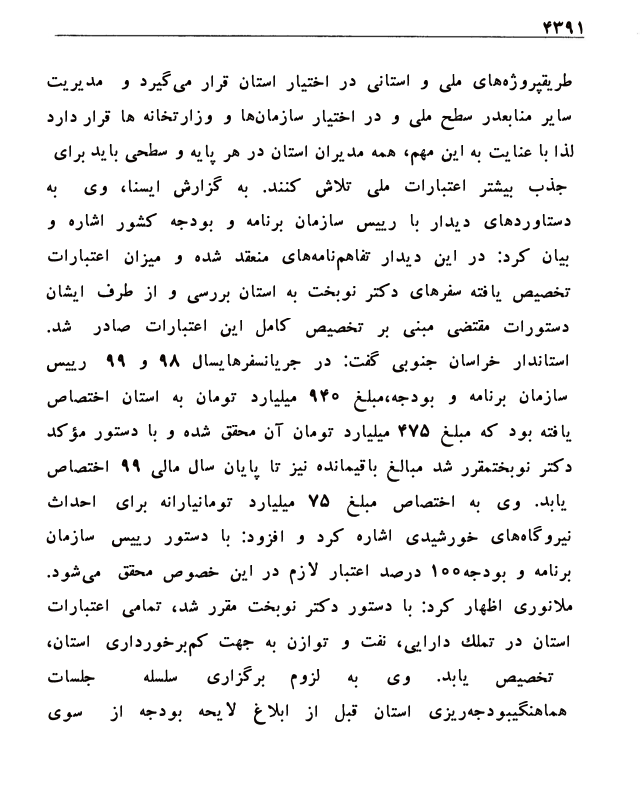 ۴۳۹۱
طریقپروژه‌های ملی و استانی در اختیار استان قرار می‌گیرد و مدیریت
سایر منابعدر سطح ملی و در اختیار سازمان‌ها و وزارتخانه ها قرار دارد
لذا با عنایت به این مهم، همه مدیران استان در هر پایه و سطحی باید برای
جذب بیشتر اعتبارات ملی تلاش کنند. به گزارش ایسنا، وی به
دستاوردهای دیدار با رییس سازمان برنامه و بودجه کشور اشاره و
بیان کرد: در این دیدار تفاهم‌نامه‌های منعقد شده و میزان اعتبارات
تخصیص یافته سفرهای دکتر نوبخت به استان بررسی و از طرف ایشان
دستورات مقتضی مبنی بر تخصیص کامل این اعتبارات صادر شد.
استاندار خراسان جنوبی گفت: در جریانسفرهایسال ۹۸ و ۹۹ رییس
سازمان برنامه و بودجه،مبلغ ۹۴۰ میلیارد تومان به استان اختصاص
یافته بود که مبلغ ۴۷۵ میلیارد تومان آن محقق شده و با دستور مؤکد
دکتر نوبختمقرر شد مبالغ باقیمانده نیز تا پایان سال مالی ۹۹ اختصاص
یابد. وی به اختصاص مبلغ ۷۵ میلیارد تومانیارانه برای احداث
نیروگاه‌های خورشیدی اشاره کرد و افزود: با دستور رییس سازمان
برنامه و بودجه۱۰۰ درصد اعتبار لازم در این خصوص محقق می‌شود.
ملانوری اظهار کرد: با دستور دکتر نوبخت مقرر شد، تمامی اعتبارات
استان در تملك دارایی، نفت و توازن به جهت کم‌برخورداری استان،
تخصیص یابد. وی به لزوم برگزاری سلسله جلسات
هماهنگیبودجه‌ریزی استان قبل از ابلاغ لایحه بودجه از سوی